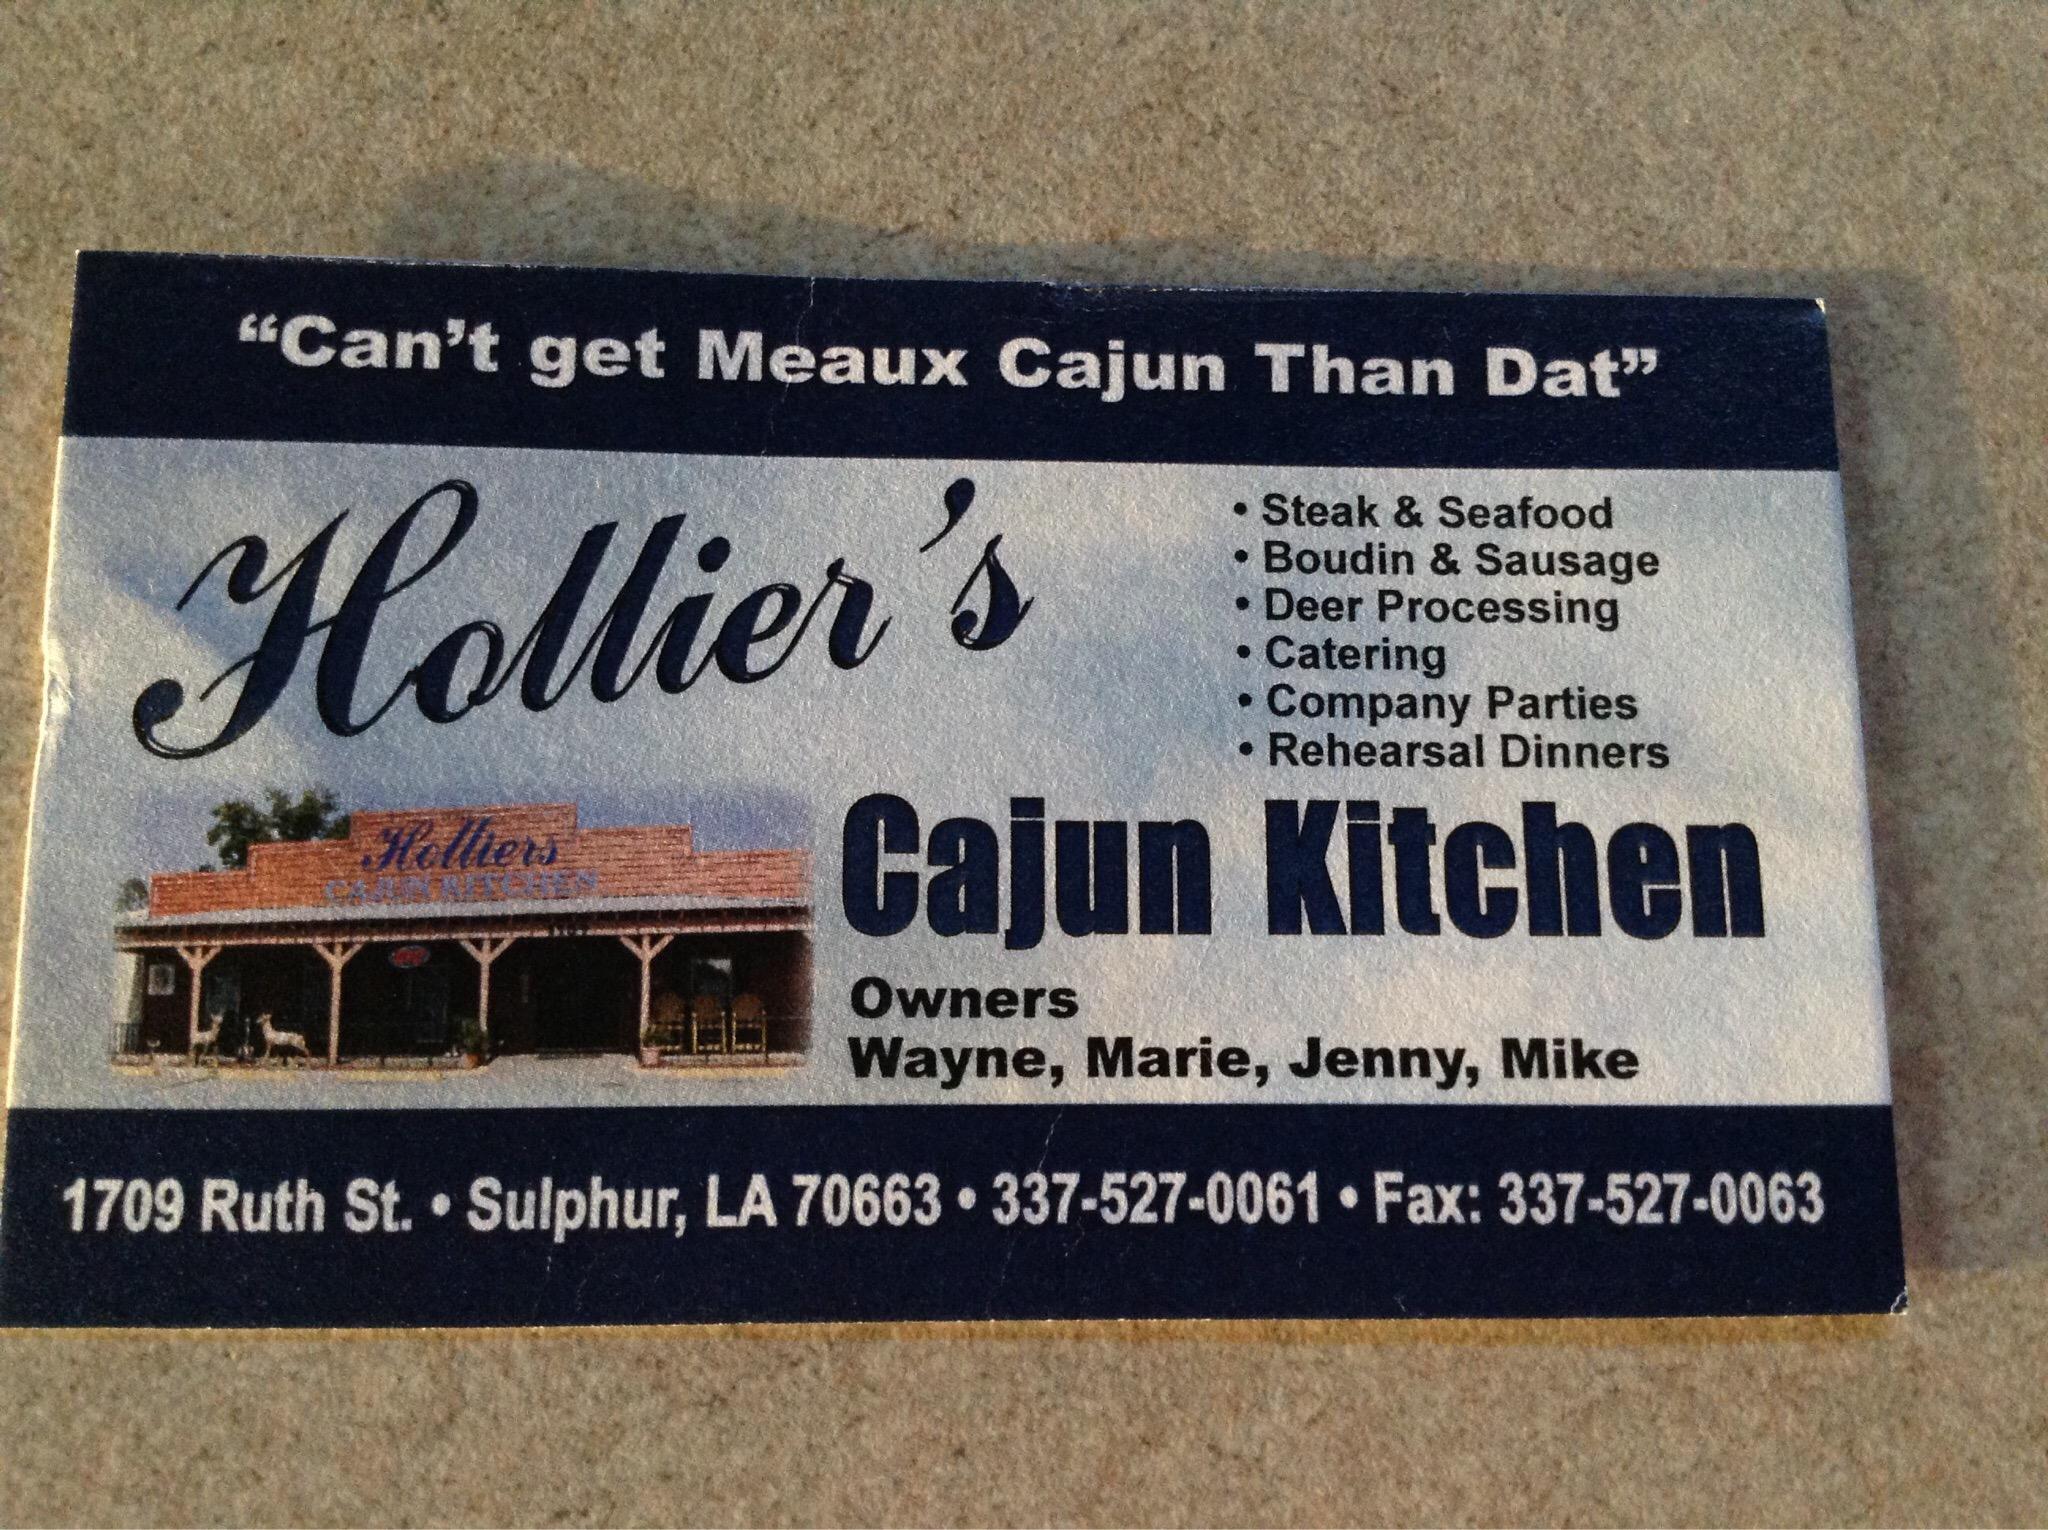 “Can’t get Meaux Cajun Than Dat”
Hollier’s
• Steak & Seafood
• Boudin & Sausage
• Deer Processing
• Catering
• Company Parties
• Rehearsal Dinners
Holliers
CAJUN KITCHEN
Cajun Kitchen
Owners
Wayne, Marie, Jenny, Mike
1709 Ruth St. • Sulphur, LA 70663 • 337-527-0061 • Fax: 337-527-0063